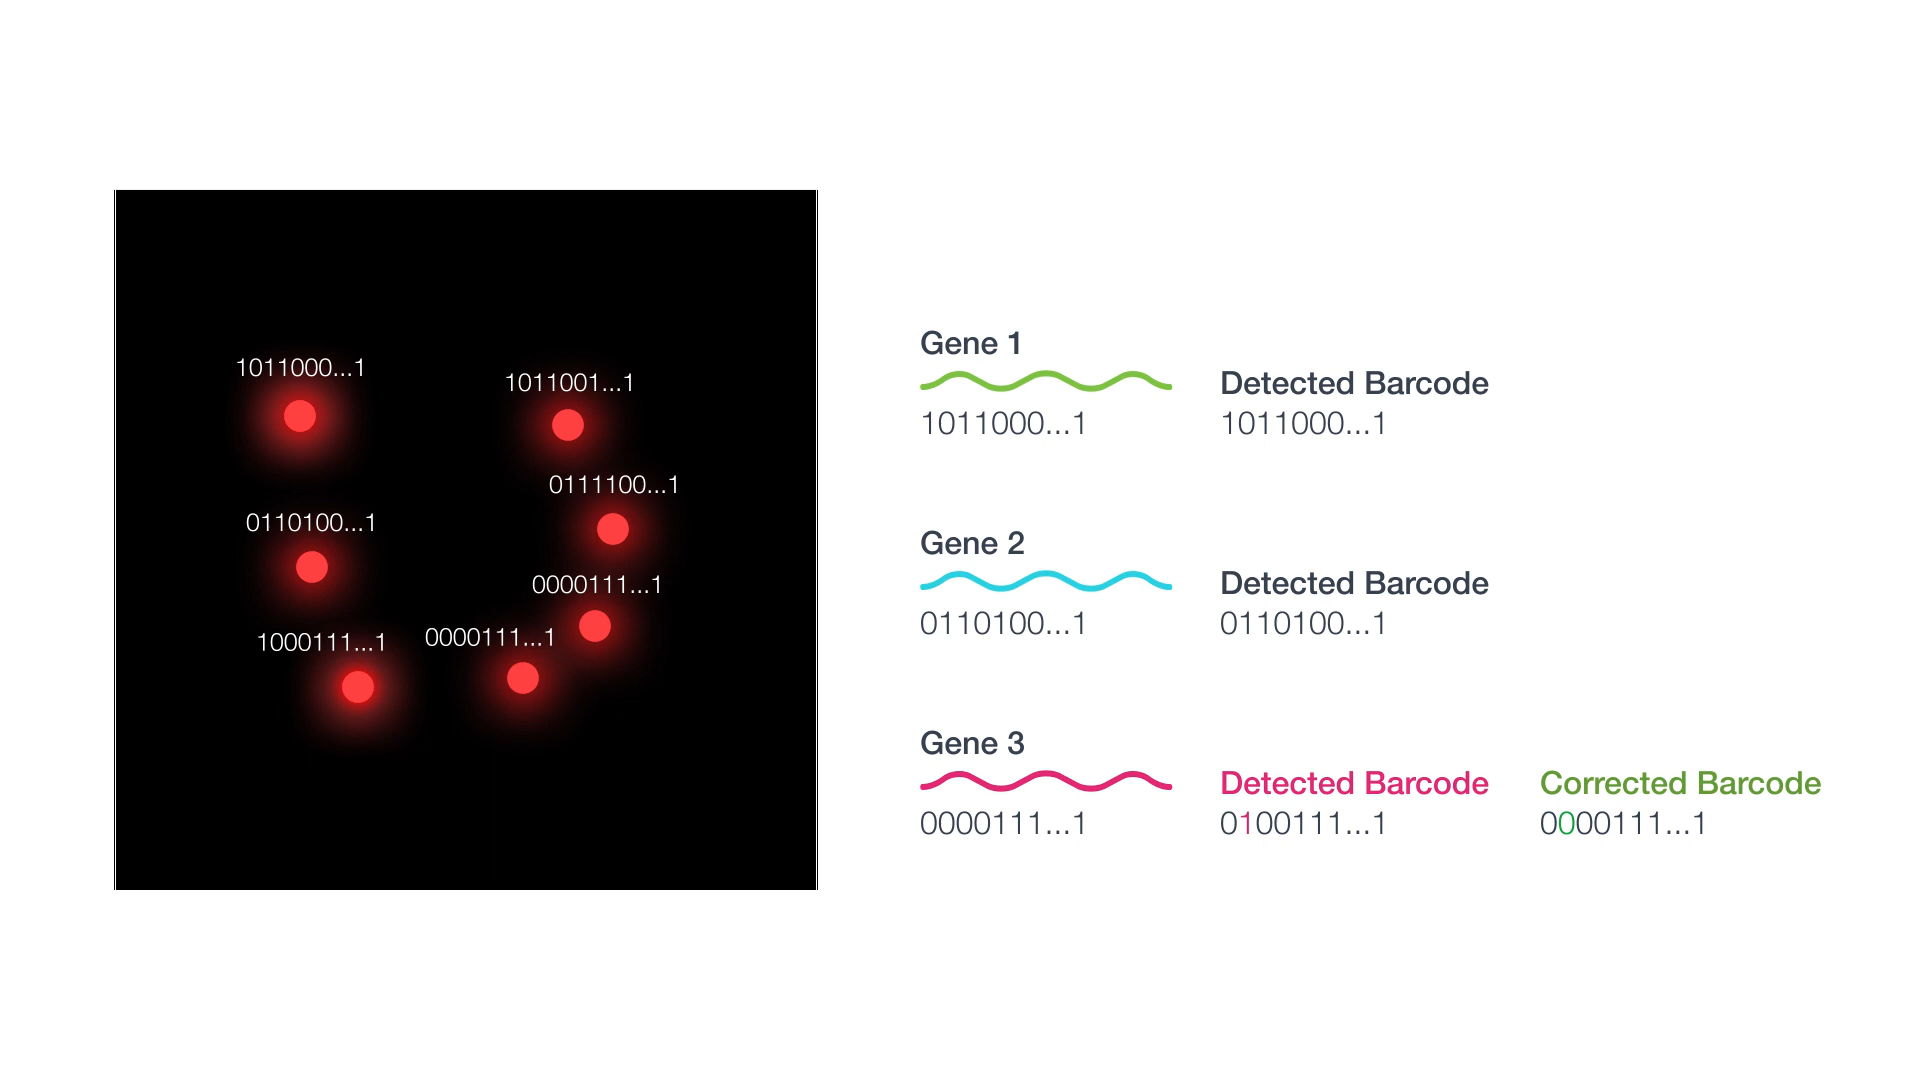 1011000...1
1011001...1
0111100...1
0110100...1
0000111...1
1000111...1
0000111...1
Gene 1
Detected Barcode
1011000...1
1011000...1
Gene 2
Detected Barcode
0110100...1
0110100...1
Gene 3
Detected Barcode
Corrected Barcode
0000111...1
0100111...1
0000111...1